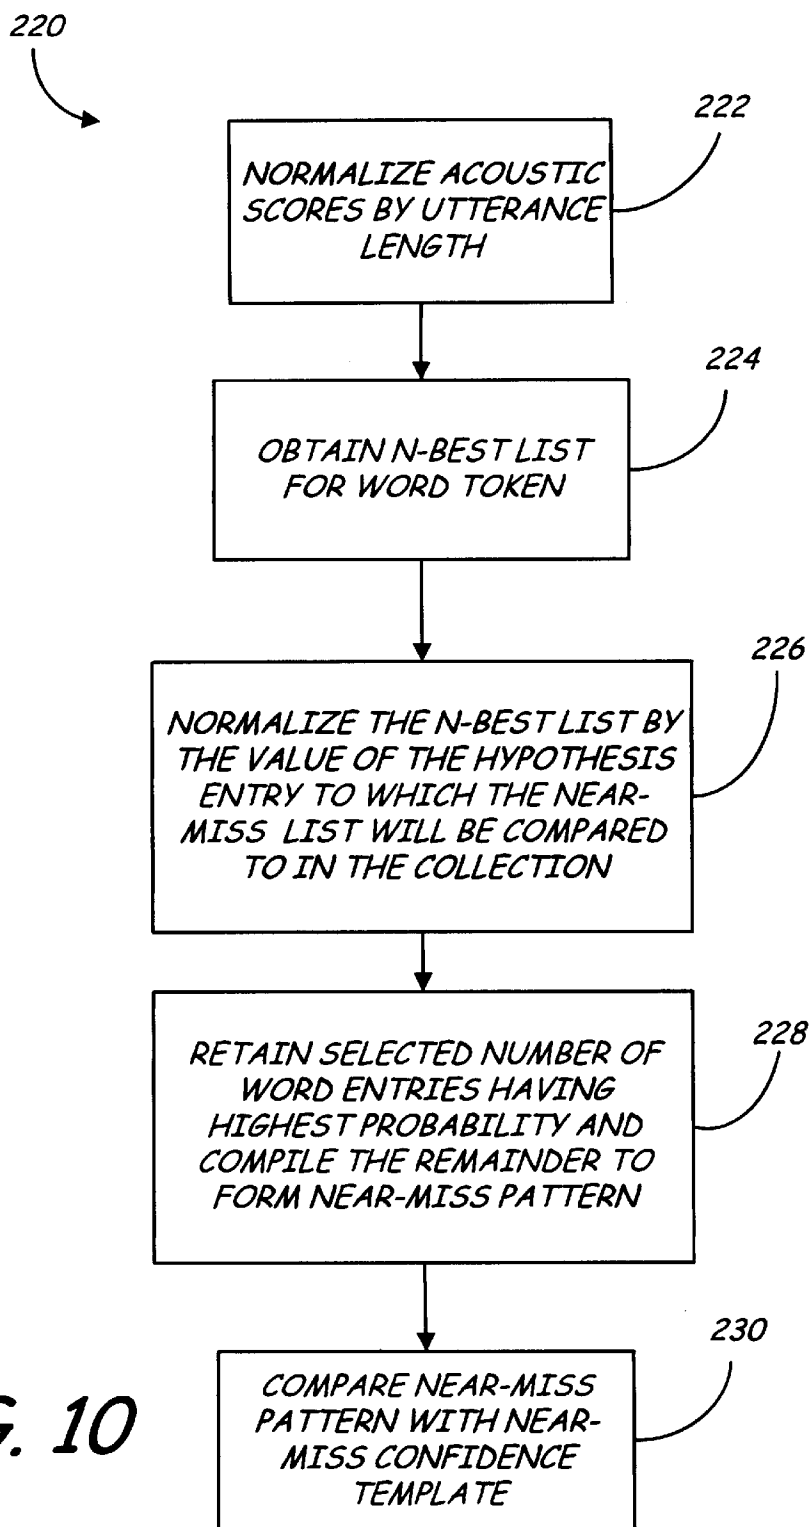 220
222
NORMALIZE ACOUSTIC
SCORES BY UTTERANCE
LENGTH
224
OBTAIN N-BEST LIST
FOR WORD TOKEN
226
NORMALIZE THE N-BEST LIST BY
THE VALUE OF THE HYPOTHESIS
ENTRY TO WHICH THE NEAR-
MISS LIST WILL BE COMPARED
TO IN THE COLLECTION
228
RETAIN SELECTED NUMBER OF
WORD ENTRIES HAVING
HIGHEST PROBABILITY AND
COMPILE THE REMAINDER TO
FORM NEAR-MISS PATTERN
230
COMPARE NEAR-MISS
PATTERN WITH NEAR-
MISS CONFIDENCE
TEMPLATE
G. 10